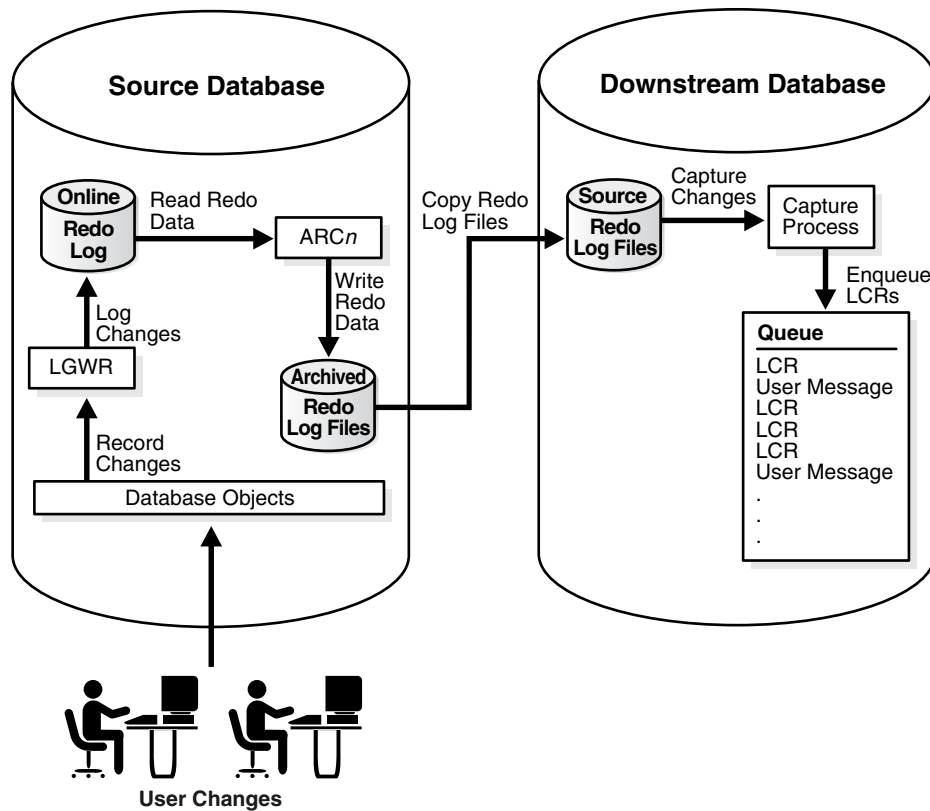 Source Database
Downstream Database
Online
Redo
Log
Read Redo
Data
ARCn
Write
Redo
Data
Log
Changes
LGWR
Archived
Redo
Log Files
Record
Changes
Database Objects
User Changes
Copy Redo
Log Files
Source
Redo
Log Files
Capture
Changes
Capture
Process
Enqueue
LCRs
Queue
LCR
User Message
LCR
LCR
LCR
User Message
.
.
.